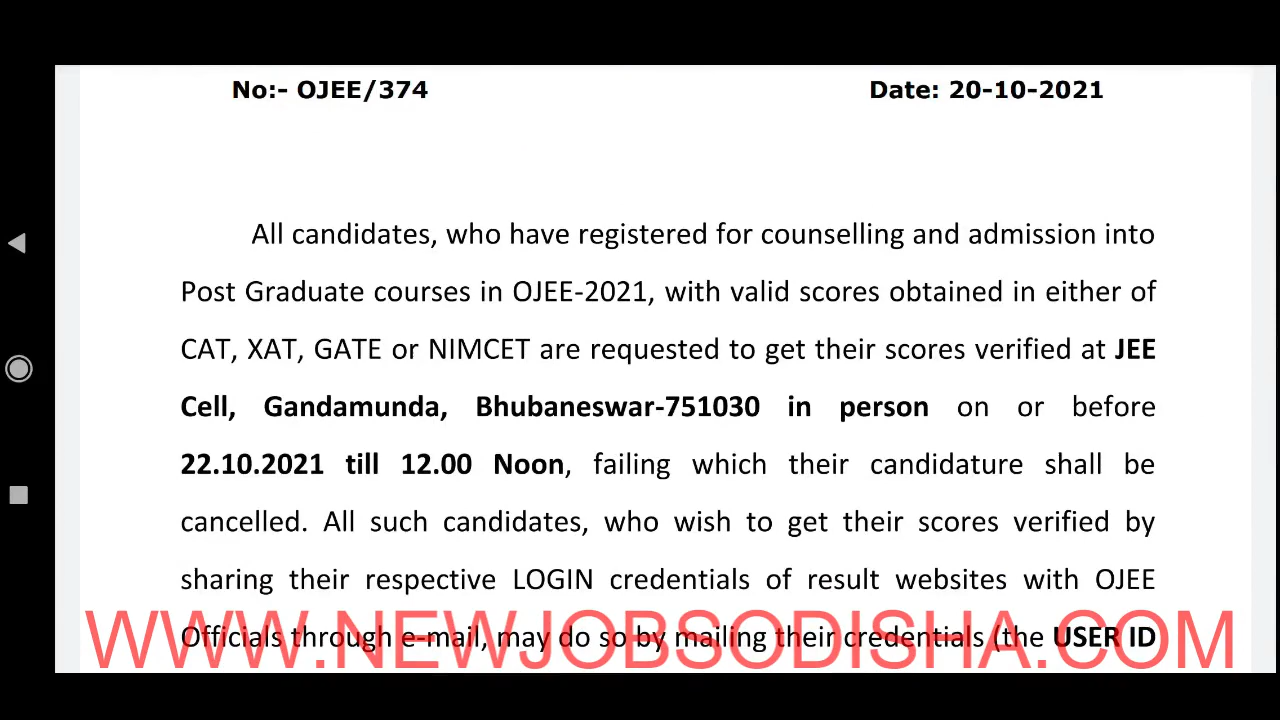 No:- OJEE/374 Date: 20-10-2021
All candidates, who have registered for counselling and admission into
Post Graduate courses in OJEE-2021, with valid scores obtained in either of
CAT, XAT, GATE or NIMCET are requested to get their scores verified at JEE
Cell, Gandamunda, Bhubaneswar-751030 in person on or before
22.10.2021 till 12.00 Noon, failing which their candidature shall be
cancelled. All such candidates, who wish to get their scores verified by
sharing their respective LOGIN credentials of result websites with OJEE
Officials through e-mail, may do so by mailing their credentials (the USER ID
WWW.NEWJOBSODISHA.COM